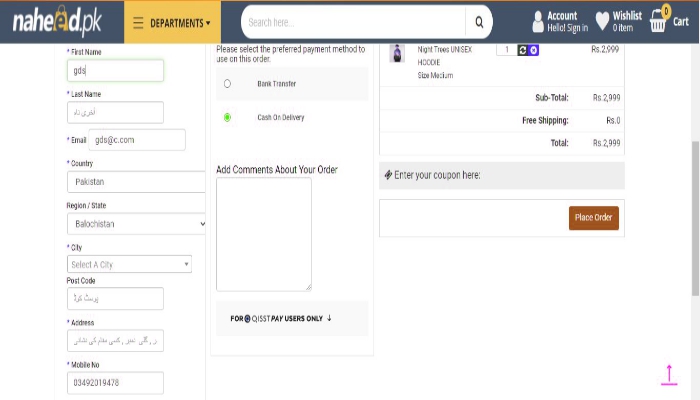 naheed.pk
DEPARTMENTS
Search here...
Account
Hello! Sign in
Wishlist
0 item
0
Cart
* First Name
gds
* Last Name
آخری نام
* Email
gds@c.com
* Country
Pakistan
Region / State
Balochistan
* City
Select A City
Post Code
پوسٹ کوڈ
* Address
* Mobile No
03492019478
Please select the preferred payment method to
use on this order.
Bank Transfer
Cash On Delivery
Add Comments About Your Order
FOR QISSTPAY USERS ONLY ↓
Night Trees UNISEX
HOODIE
Size Medium
1
Rs.2,999
Sub-Total: Rs.2,999
Free Shipping: Rs.0
Total: Rs.2,999
Enter your coupon here:
Place Order